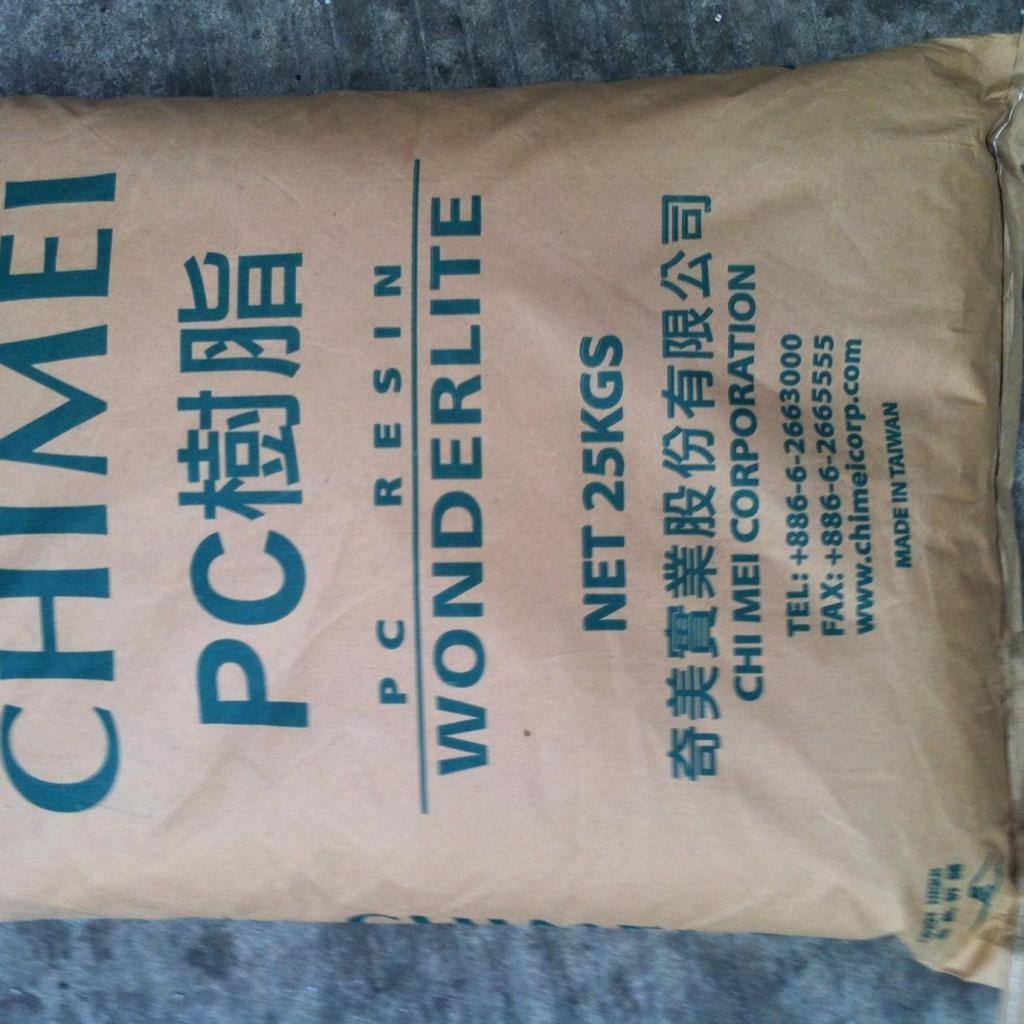 CHIMEI
PC樹脂
PC RESIN
WONDERLITE
NET 25KGS
奇美實業股份有限公司
CHI MEI CORPORATION
TEL: +886-6-2663000
FAX: +886-6-2665555
www.chimeicorp.com
MADE IN TAIWAN